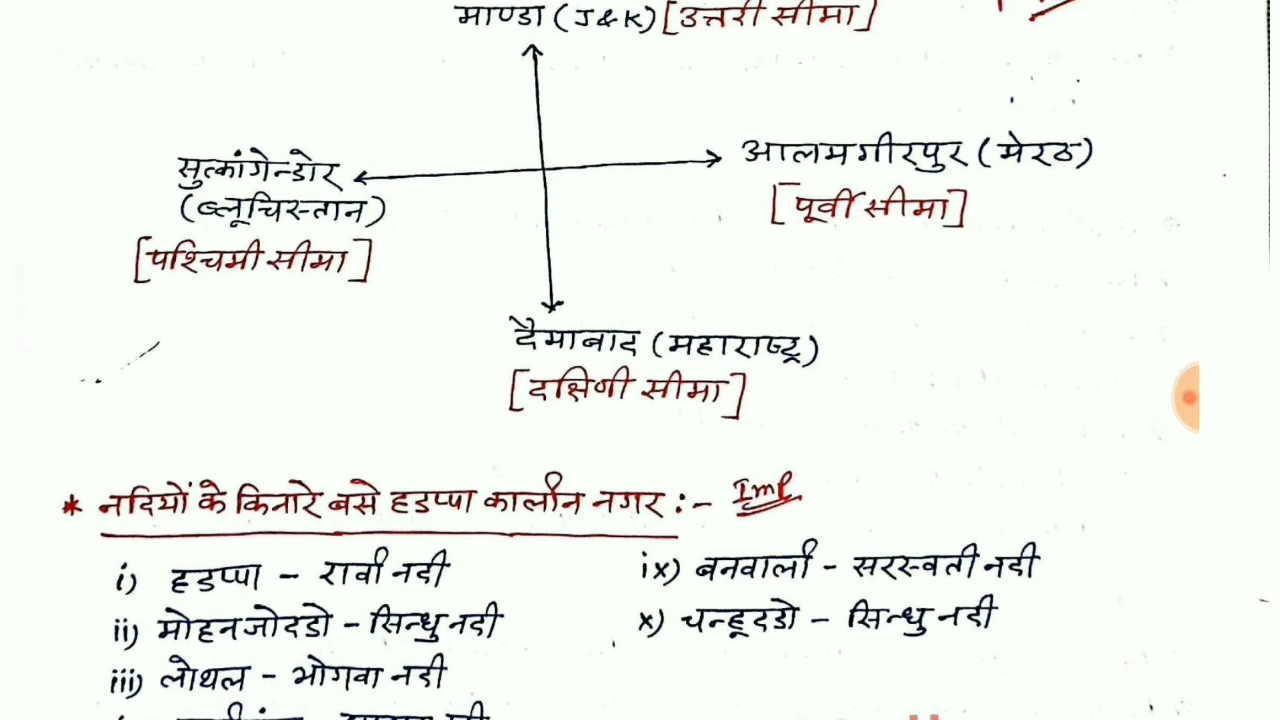 माण्डा (J&K) [उत्तरी सीमा]
सुत्कांगेन्डोर
(ब्लूचिस्तान)
[पश्चिमी सीमा]
आलमगीरपुर (मेरठ)
[पूर्वी सीमा]
दैमाबाद (महाराष्ट्र)
[दक्षिणी सीमा]
* नदियों के किनारे बसे हडप्पा कालीन नगर :- Imp
i) हडप्पा - रावी नदी
ii) मोहनजोदडो - सिन्धु नदी
iii) लोथल - भोगवा नदी
ix) बनवाली - सरस्वती नदी
x) चन्हूदडो - सिन्धु नदी